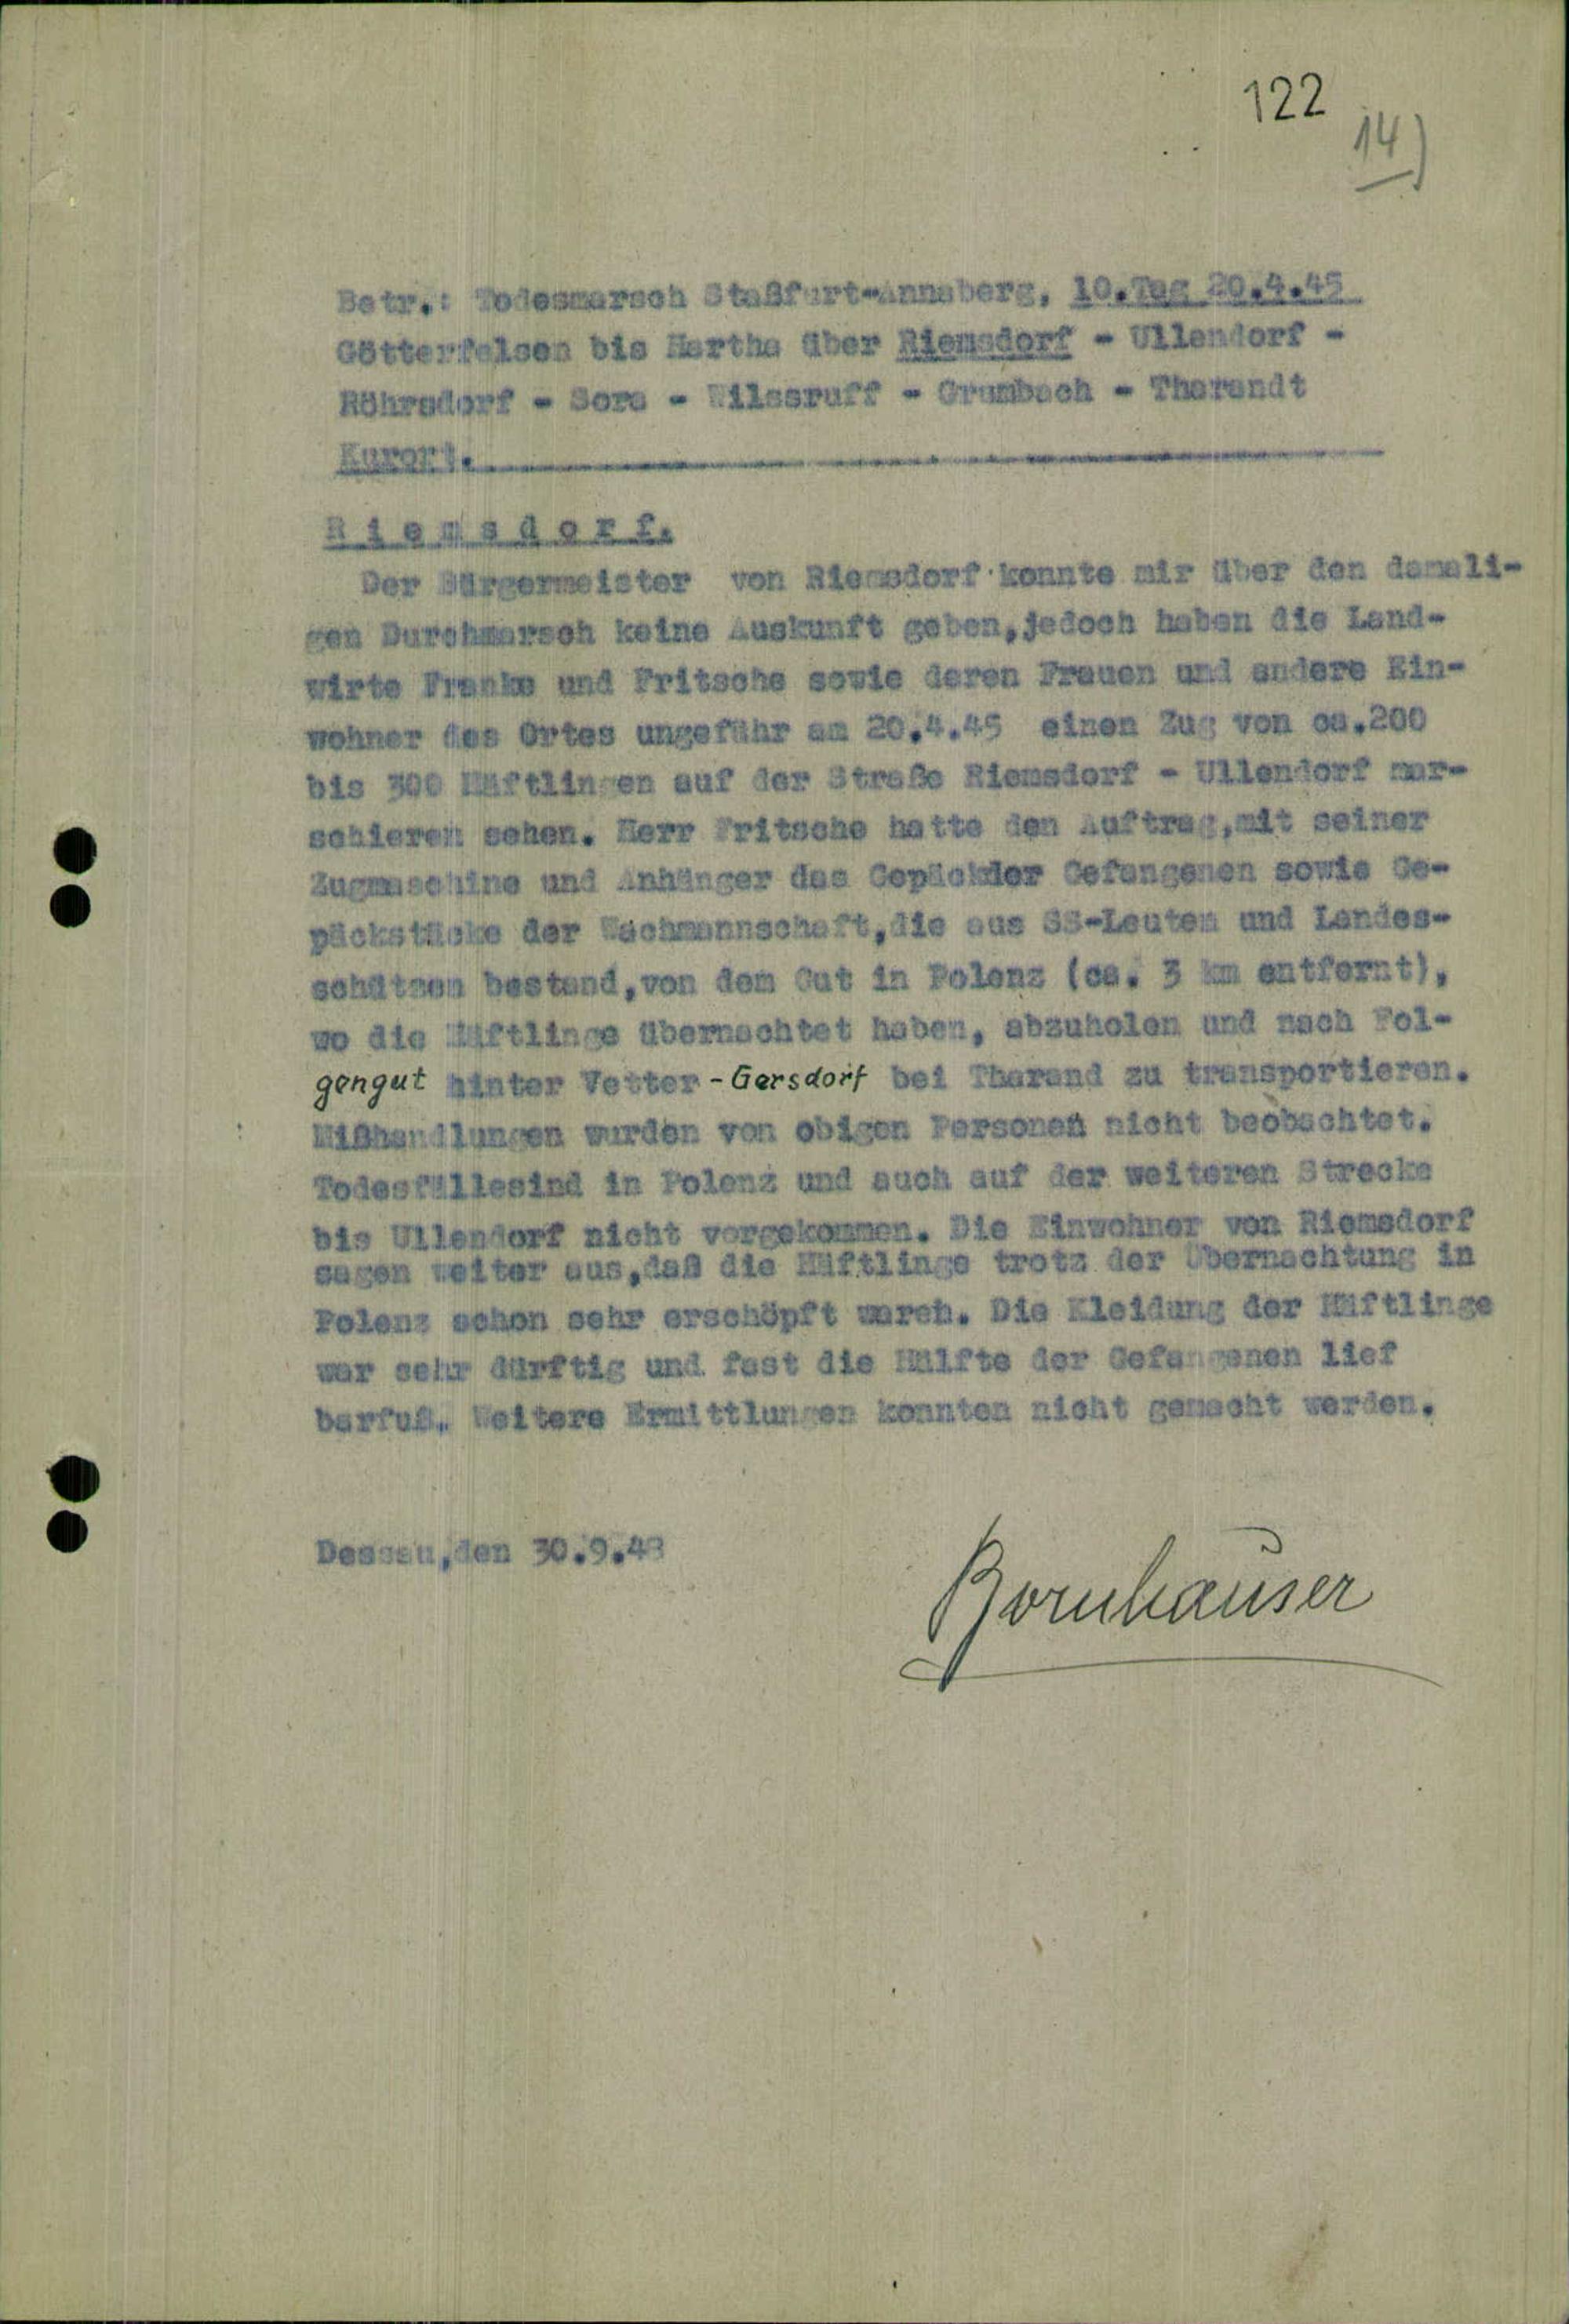 122
14)
Betr.: Todesmarsch Staßfurt-Annaberg, 10.Tag 20.4.45
Götterfelsen bis Hartha über Riemsdorf - Ullendorf -
Röhrsdorf - Sora - Wilssruff - Grumbach - Tharandt
Kurort.
R i e m s d o r f.
Der Bürgermeister von Riemsdorf konnte mir über den damali-
gen Durchmarsch keine Auskunft geben,jedoch haben die Land-
wirte Franke und Fritsche sowie deren Frauen und andere Ein-
wohner des Ortes ungefähr am 20.4.45 einen Zug von ca.200
bis 300 Häftlingen auf der Straße Riemsdorf - Ullendorf mar-
schieren sehen. Herr Fritsche hatte den Auftrag,mit seiner
Zugmaschine und Anhänger das Gepäckder Gefangenen sowie Ge-
päckstücke der Wachmannschaft,die aus SS-Leuten und Landes-
schützen bestand,von dem Gut in Polenz (ca. 3 km entfernt),
wo die Häftlinge übernachtet haben, abzuholen und nach Fol-
gengut hinter Vetter - Gersdorf bei Tharand zu transportieren.
Mißhandlungen wurden von obigen Personen nicht beobachtet.
Todesfällesind in Polenz und auch auf der weiteren Strecke
bis Ullendorf nicht vorgekommen. Die Einwohner von Riemsdorf
sagen weiter aus,daß die Häftlinge trotz der Übernachtung in
Polenz schon sehr erschöpft waren. Die Kleidung der Häftlinge
war sehr dürftig und fast die Hälfte der Gefangenen lief
barfuß. Weitere Ermittlungen konnten nicht gemacht werden.
Dessau,den 30.9.48
Bornhäuser